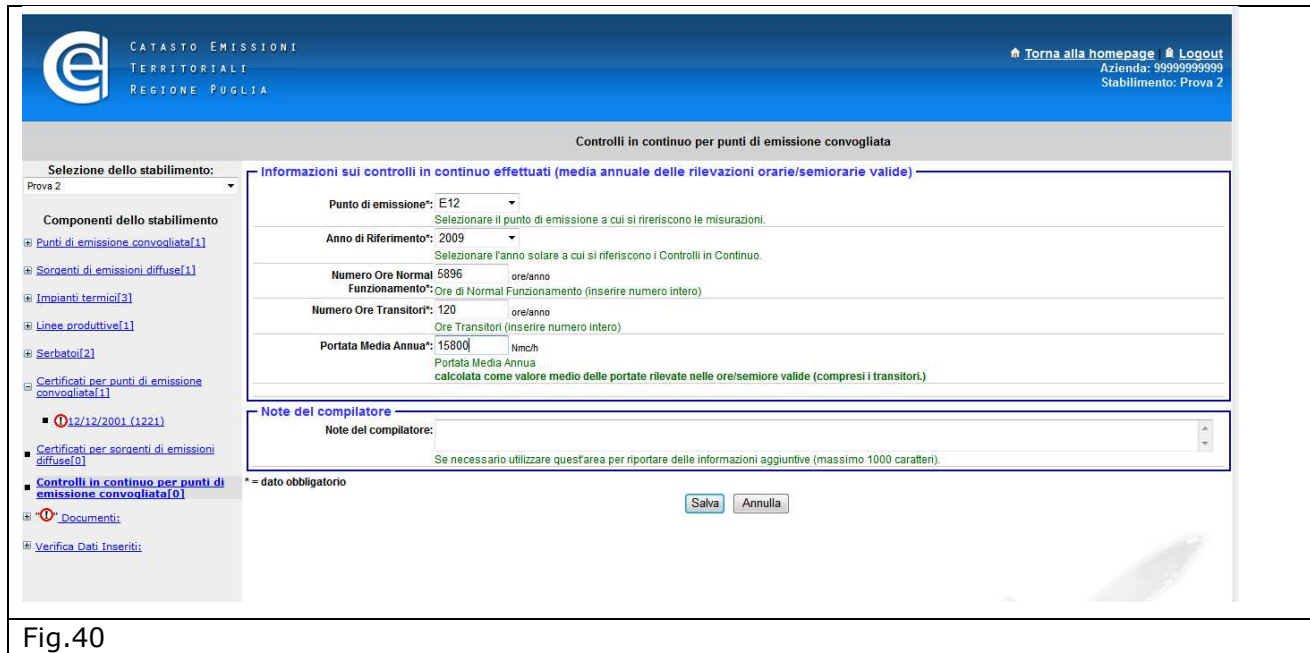 CATASTO EMISSIONI
TERRITORIALI
REGIONE PUGLIA
Torna alla homepage | Logout
Azienda: 99999999999
Stabilimento: Prova 2
Controlli in continuo per punti di emissione convogliata
Selezione dello stabilimento:
Prova 2
Componenti dello stabilimento
Punti di emissione convogliata[1]
Sorgenti di emissioni diffuse[1]
Impianti termici[3]
Linee produttive[1]
Serbatoi[2]
Certificati per punti di emissione
convogliata[1]
12/12/2001 (1221)
Certificati per sorgenti di emissioni
diffuse[0]
Controlli in continuo per punti di
emissione convogliata[0]
"" Documenti:
Verifica Dati Inseriti:
Informazioni sui controlli in continuo effettuati (media annuale delle rilevazioni orarie/semiorarie valide)
Punto di emissione*: E12
Selezionare il punto di emissione a cui si rireriscono le misurazioni.
Anno di Riferimento*: 2009
Selezionare l'anno solare a cui si riferiscono i Controlli in Continuo.
Numero Ore Normal 5896 ore/anno
Funzionamento*: Ore di Normal Funzionamento (inserire numero intero)
Numero Ore Transitori*: 120 ore/anno
Ore Transitori (inserire numero intero)
Portata Media Annua*: 15800 Nmc/h
Portata Media Annua
calcolata come valore medio delle portate rilevate nelle ore/semiore valide (compresi i transitori.)
Note del compilatore
Note del compilatore:
Se necessario utilizzare quest'area per riportare delle informazioni aggiuntive (massimo 1000 caratteri).
* = dato obbligatorio
Salva Annulla
Fig.40